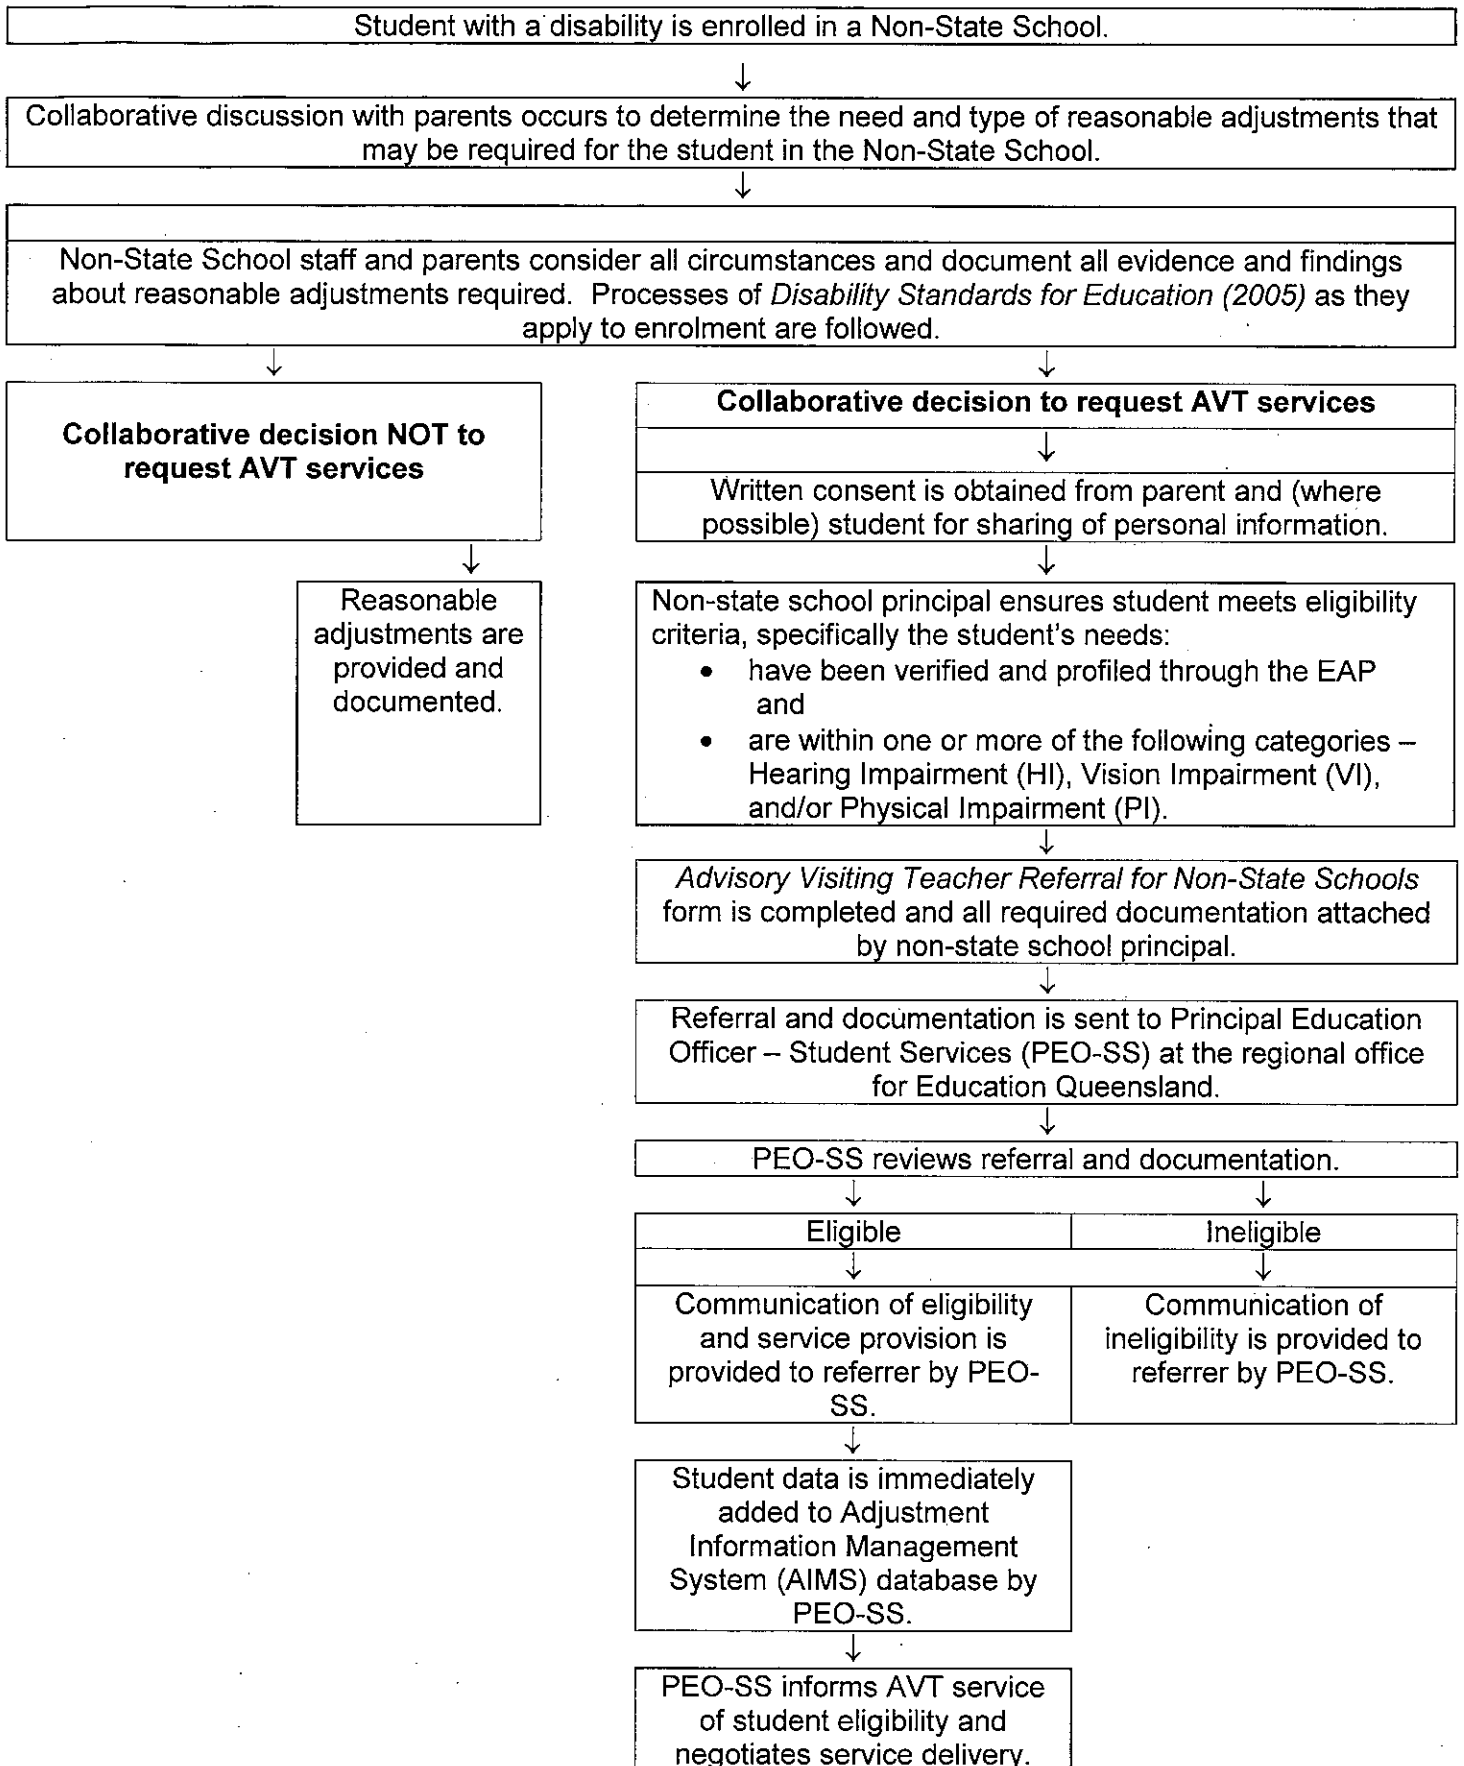 Student with a disability is enrolled in a Non-State School.
↓
Collaborative discussion with parents occurs to determine the need and type of reasonable adjustments that
may be required for the student in the Non-State School.
↓
Non-State School staff and parents consider all circumstances and document all evidence and findings
about reasonable adjustments required. Processes of Disability Standards for Education (2005) as they
apply to enrolment are followed.
↓
Collaborative decision NOT to
request AVT services
↓
Reasonable
adjustments are
provided and
documented.
↓
Collaborative decision to request AVT services
↓
Written consent is obtained from parent and (where
possible) student for sharing of personal information.
↓
Non-state school principal ensures student meets eligibility
criteria, specifically the student's needs:
• have been verified and profiled through the EAP
and
• are within one or more of the following categories –
Hearing Impairment (HI), Vision Impairment (VI),
and/or Physical Impairment (PI).
↓
Advisory Visiting Teacher Referral for Non-State Schools
form is completed and all required documentation attached
by non-state school principal.
↓
Referral and documentation is sent to Principal Education
Officer – Student Services (PEO-SS) at the regional office
for Education Queensland.
↓
PEO-SS reviews referral and documentation.
↓
Eligible
↓
Communication of eligibility
and service provision is
provided to referrer by PEO-
SS.
↓
Student data is immediately
added to Adjustment
Information Management
System (AIMS) database by
PEO-SS.
↓
PEO-SS informs AVT service
of student eligibility and
negotiates service delivery.
↓
Ineligible
↓
Communication of
ineligibility is provided to
referrer by PEO-SS.